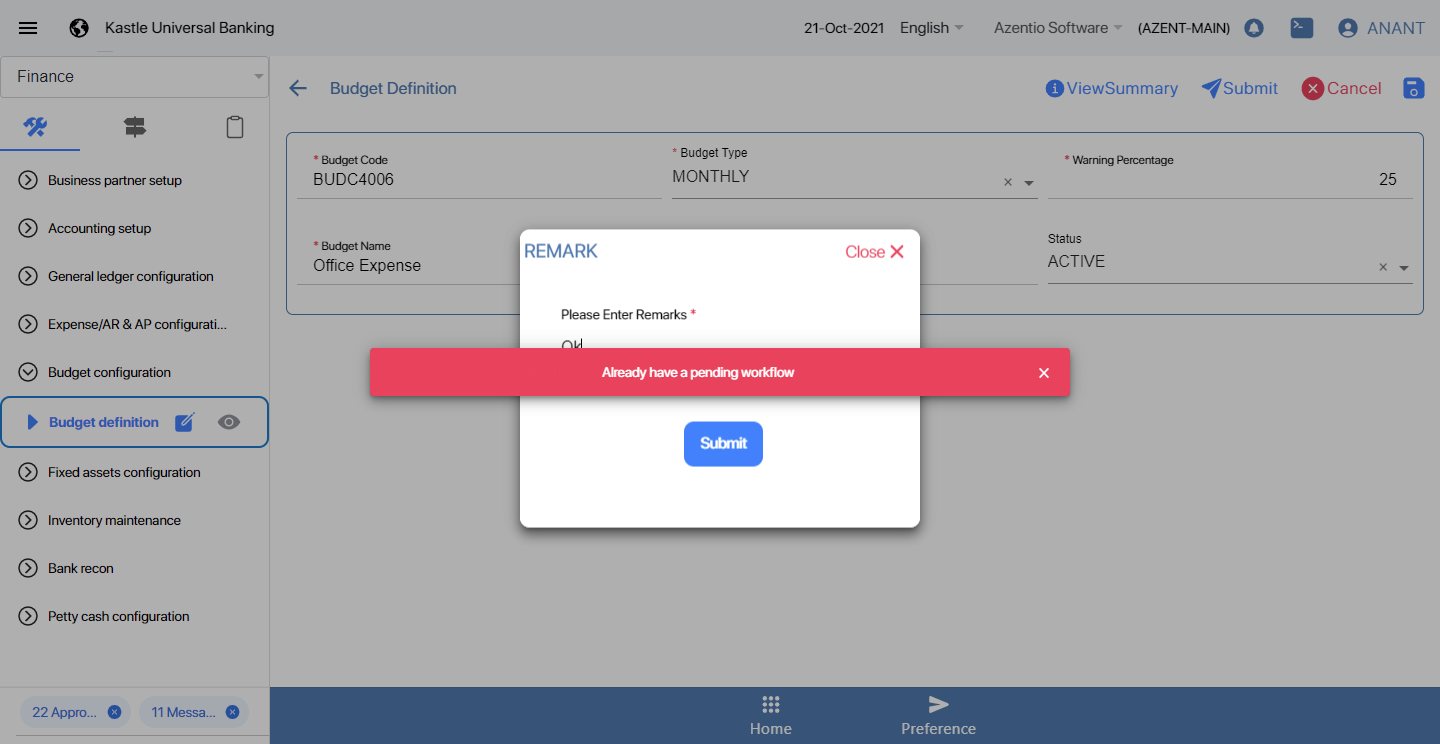 Kastle Universal Banking
21-Oct-2021 English Azentio Software (AZENT-MAIN) ANANT
Finance
Business partner setup
Accounting setup
General ledger configuration
Expense/AR & AP configurati...
Budget configuration
Budget definition
Fixed assets configuration
Inventory maintenance
Bank recon
Petty cash configuration
22 Appro...
11 Messa...
Budget Definition
ViewSummary Submit Cancel
* Budget Code
BUDC4006
* Budget Type
MONTHLY
* Warning Percentage
25
* Budget Name
Office Expense
Status
ACTIVE
REMARK
Close
Please Enter Remarks *
Ok
Already have a pending workflow
Submit
Home
Preference